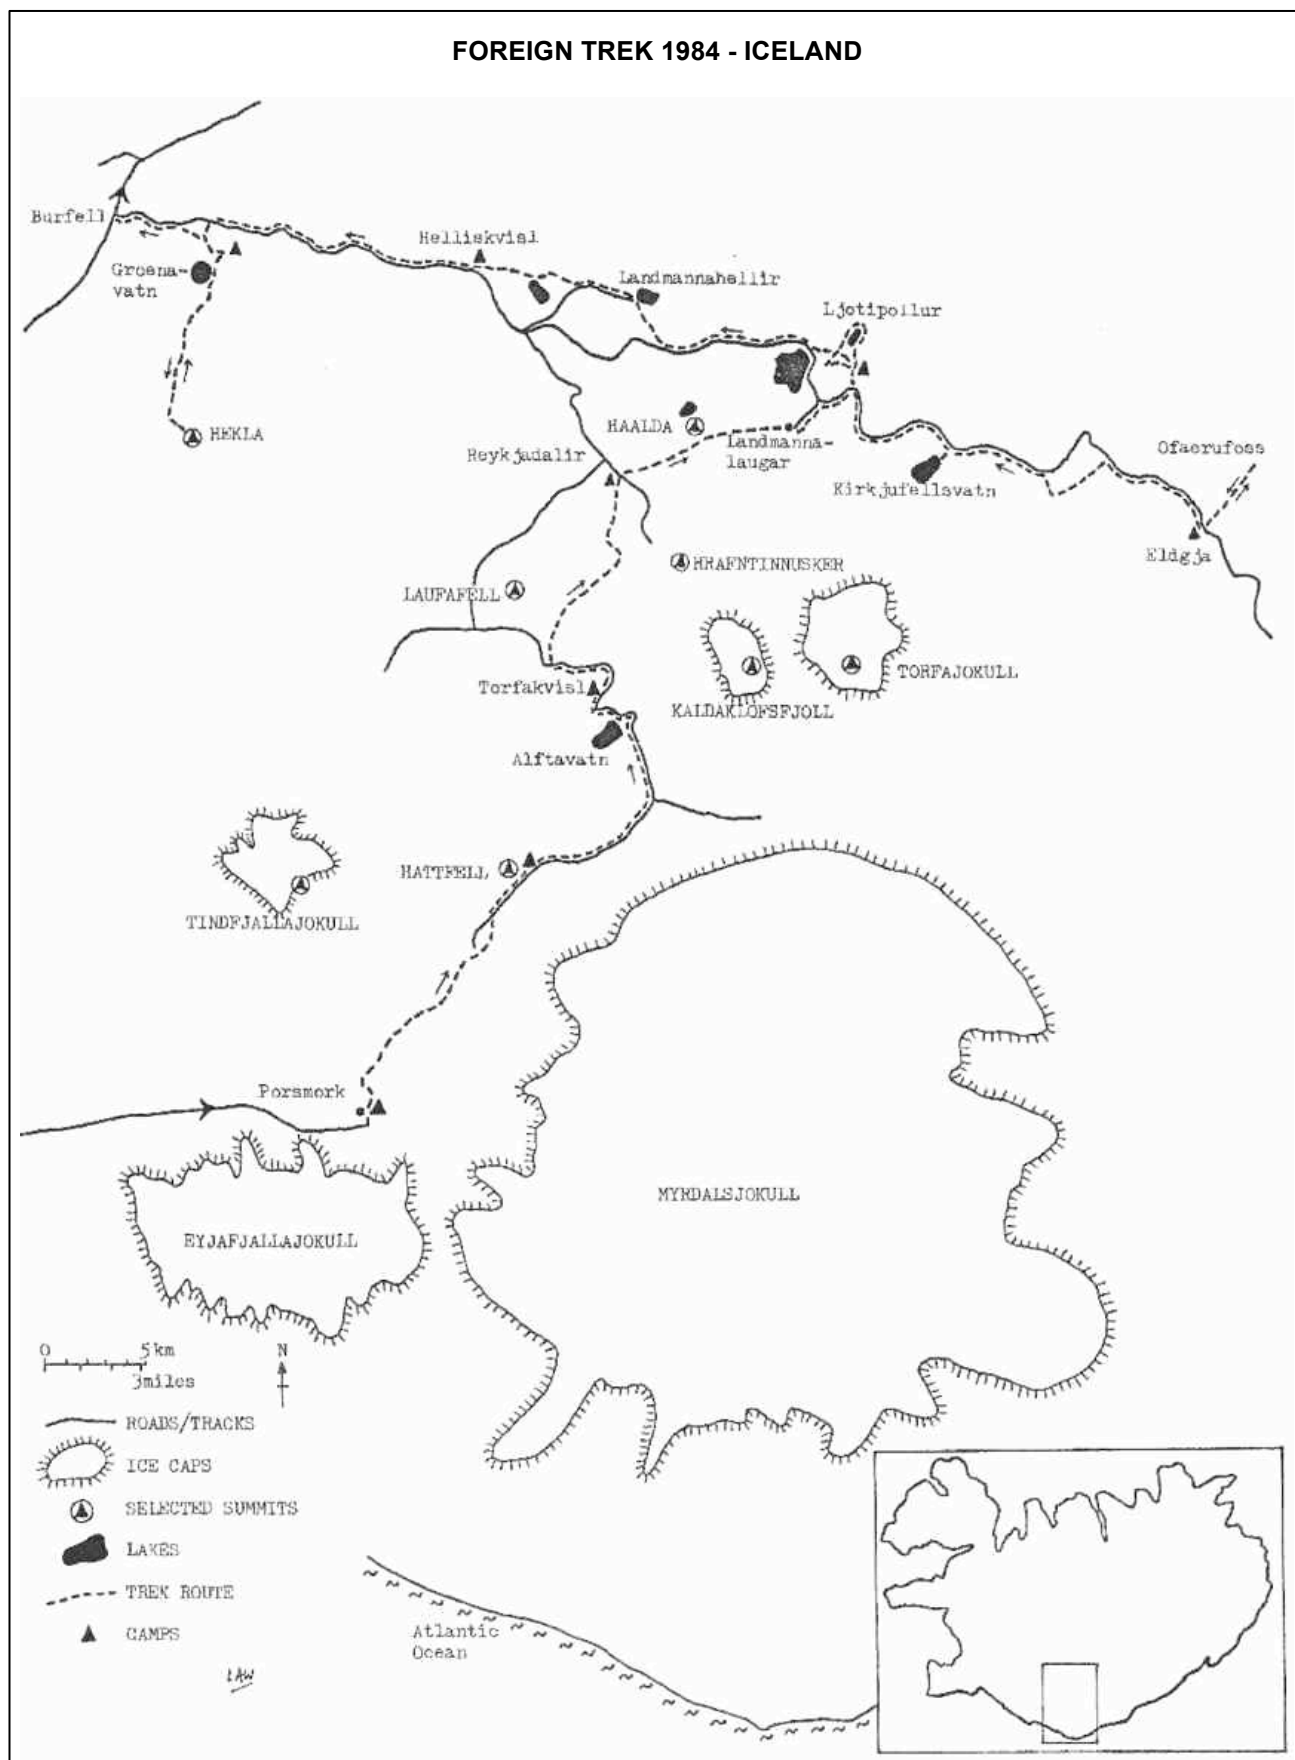 FOREIGN TREK 1984 - ICELAND
Burfell
Helliskvisl
Groena-
vatn
Landmannahellir
Ljotipollur
HEKLA
HAALDA
Landmanna-
laugar
Reykjadalir
Ofaerufoss
Kirkjufellsvatn
Eldgja
HRAFNTINNUSKER
LAUFAFELL
TORFAJOKULL
Torfakvisl
KALDAKLOFSFJOLL
Alftavatn
HATTFELL
TINDFJALLAJOKULL
Porsmork
MYRDALSJOKULL
EYJAFJALLAJOKULL
0 5km
3miles
N
ROADS/TRACKS
ICE CAPS
SELECTED SUMMITS
LAKES
TREK ROUTE
CAMPS
Atlantic
Ocean
LAW